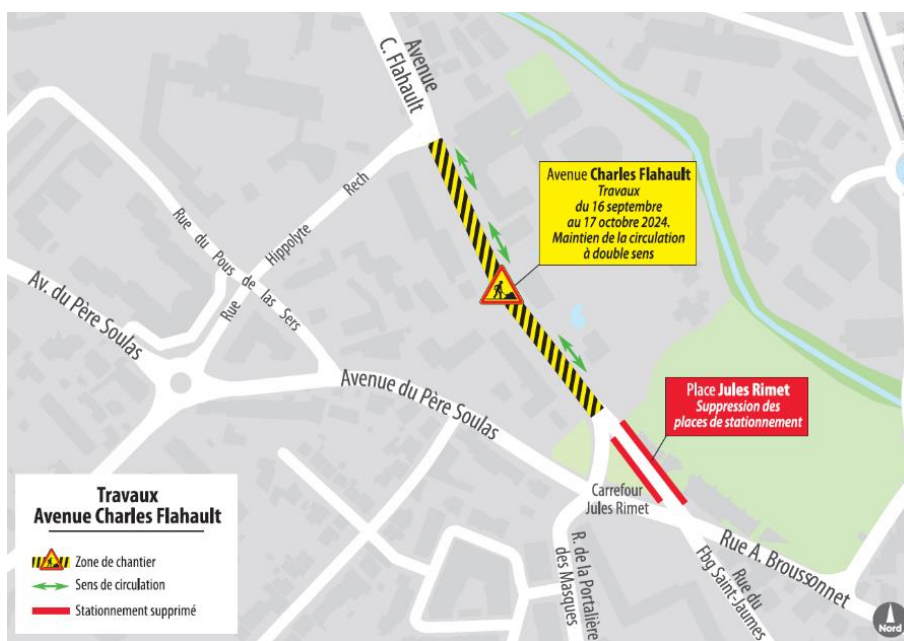 Avenue
C. Flahault
Rue Hippolyte Rech
Rue du Pous de las Sers
Av. du Père Soulas
Avenue du Père Soulas
Avenue Charles Flahault
Travaux
du 16 septembre
au 17 octobre 2024.
Maintien de la circulation
à double sens
Place Jules Rimet
Suppression des
places de stationnement
Carrefour
Jules Rimet
R. de la Portalière
des Masques
Rue du
Fbg Saint-Jaumes
Rue A. Broussonnet
Travaux
Avenue Charles Flahault
Zone de chantier
Sens de circulation
Stationnement supprimé
Nord